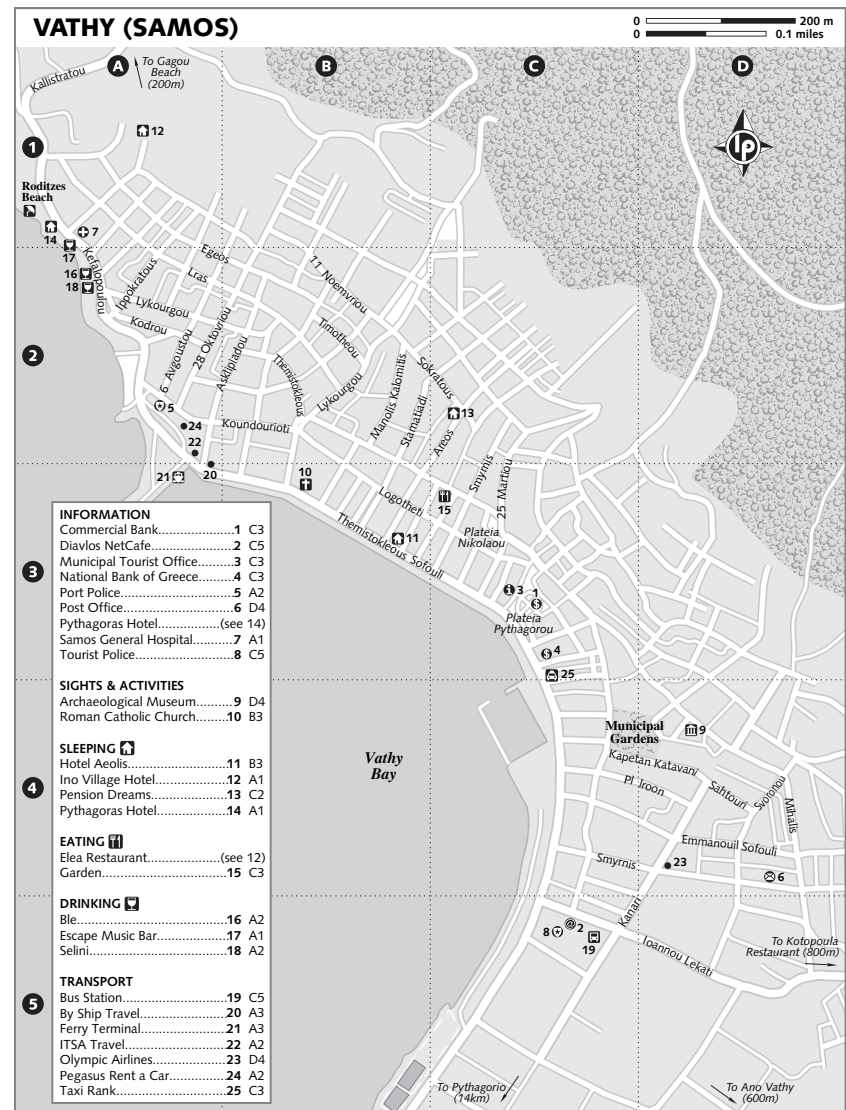 VATHY (SAMOS)
0 200 m
0 0.1 miles
A
B
C
D
To Gagou
Beach
(200m)
Kallistratou
12
1
lp
Roditzes
Beach
14
7
17
16
18
Kefalopoulou
Egeos
Lras
Ippokratous
Lykourgou
Kodrou
11 Noemvriou
Timotheou
2
6 Avgoustou
28 Oktovriou
Asklipiadou
Themistokleous
Lykourgou
Manolis Kalomitis
Stamatiadi
Sokratous
Areos
13
5
24
Koundourioti
22
21
20
10
Smyrnis
25 Martiou
15
Logotheti
Themistokleous Sofouli
11
Plateia
Nikolaou
3
3
1
Plateia
Pythagorou
4
25
INFORMATION
Commercial Bank...........................1 C3
Diavlos NetCafe............................2 C5
Municipal Tourist Office..............3 C3
National Bank of Greece..............4 C3
Port Police.....................................5 A2
Post Office.....................................6 D4
Pythagoras Hotel................(see 14)
Samos General Hospital..............7 A1
Tourist Police................................8 C5
SIGHTS & ACTIVITIES
Archaeological Museum..............9 D4
Roman Catholic Church.............10 B3
SLEEPING
Hotel Aeolis................................11 B3
Ino Village Hotel........................12 A1
Pension Dreams.........................13 C2
Pythagoras Hotel.......................14 A1
EATING
Elea Restaurant...................(see 12)
Garden........................................15 C3
DRINKING
Ble...............................................16 A2
Escape Music Bar.......................17 A1
Selini...........................................18 A2
TRANSPORT
Bus Station.................................19 C5
By Ship Travel............................20 A3
Ferry Terminal...........................21 A3
ITSA Travel.................................22 A2
Olympic Airlines........................23 D4
Pegasus Rent a Car....................24 A2
Taxi Rank....................................25 C3
4
Vathy
Bay
Municipal
Gardens
9
Kapetan Katavani
Pl Iroon
Sahtouri
Svoronou
Mihalis
Emmanouil Sofouli
Smyrnis
23
6
5
8
2
19
Kanari
Ioannou Lekati
To Kotopoula
Restaurant (800m)
To Pythagorio
(14km)
To Ano Vathy
(600m)